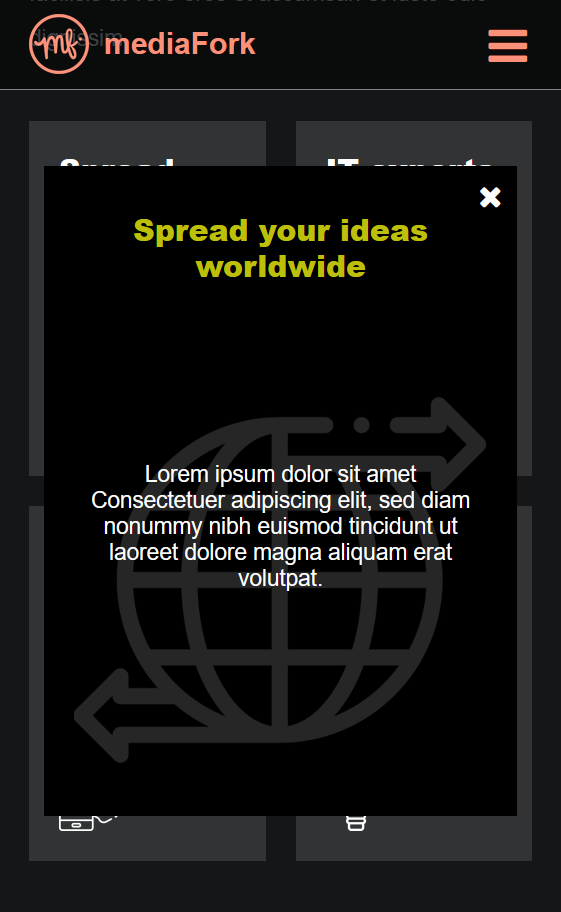 dignissim.
mf.
mediaFork
Spread
IT experts
Spread your ideas
worldwide
Lorem ipsum dolor sit amet
Consectetuer adipiscing elit, sed diam
nonummy nibh euismod tincidunt ut
laoreet dolore magna aliquam erat
volutpat.